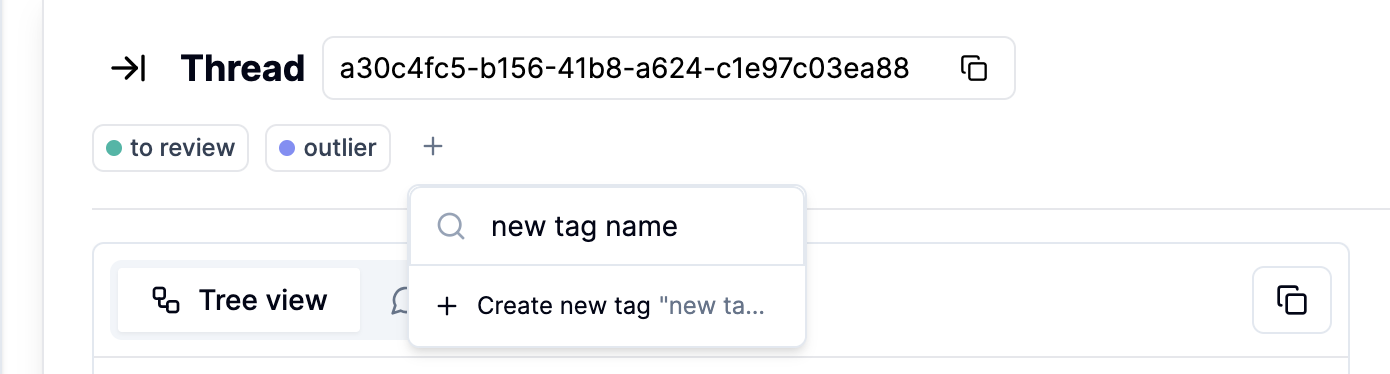 Thread a30c4fc5-b156-41b8-a624-c1e97c03ea88
to review outlier
new tag name
Tree view
Create new tag "new ta...